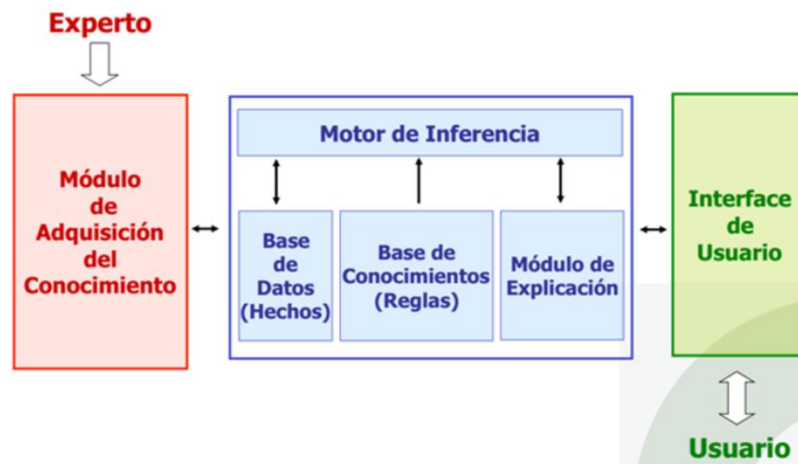 Experto
Módulo
de
Adquisición
del
Conocimiento
Motor de Inferencia
Base
de
Datos
(Hechos)
Base de
Conocimientos
(Reglas)
Módulo de
Explicación
Interface
de
Usuario
Usuario